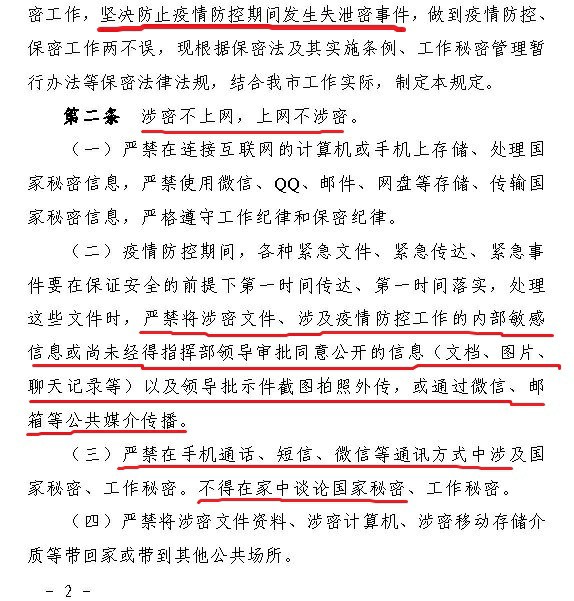 密工作，坚决防止疫情防控期间发生失泄密事件，做到疫情防控、
保密工作两不误，现根据保密法及其实施条例、工作秘密管理暂
行办法等保密法律法规，结合我市工作实际，制定本规定。
第二条 涉密不上网，上网不涉密。
（一）严禁在连接互联网的计算机或手机上存储、处理国
家秘密信息，严禁使用微信、QQ、邮件、网盘等存储、传输国
家秘密信息，严格遵守工作纪律和保密纪律。
（二）疫情防控期间，各种紧急文件、紧急传达、紧急事
件要在保证安全的前提下第一时间传达、第一时间落实，处理
这些文件时，严禁将涉密文件、涉及疫情防控工作的内部敏感
信息或尚未经得指挥部领导审批同意公开的信息（文档、图片、
聊天记录等）以及领导批示件截图拍照外传，或通过微信、邮
箱等公共媒介传播。
（三）严禁在手机通话、短信、微信等通讯方式中涉及国
家秘密、工作秘密。不得在家中谈论国家秘密、工作秘密。
（四）严禁将涉密文件资料、涉密计算机、涉密移动存储介
质等带回家或带到其他公共场所。
- 2 -